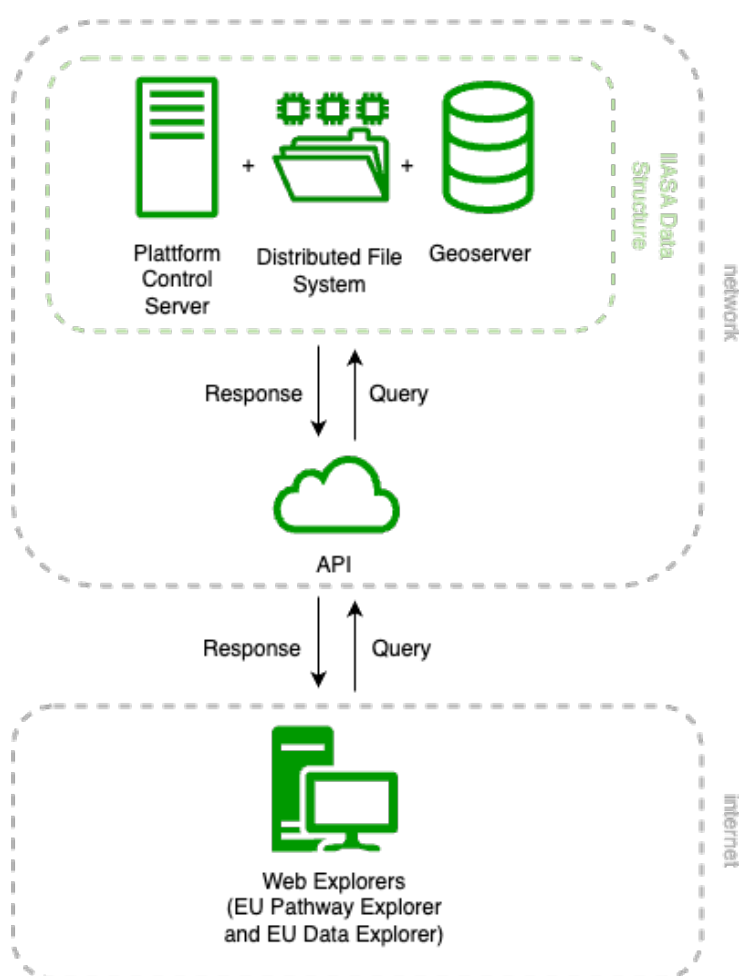 Plattform
Control
Server
+
Distributed File
System
+
Geoserver
IIASA Data
Structure
network
Response
Query
API
Response
Query
internet
Web Explorers
(EU Pathway Explorer
and EU Data Explorer)